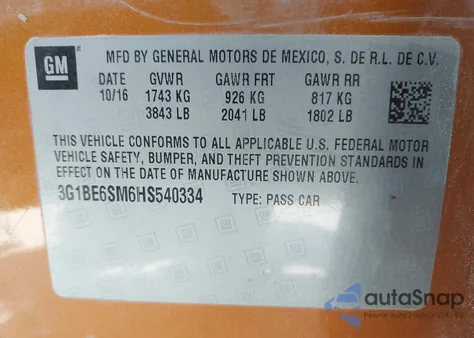 GM
MFD BY GENERAL MOTORS DE MEXICO, S. DE R.L. DE C.V.
DATE GVWR GAWR FRT GAWR RR
10/16 1743 KG 926 KG 817 KG
3843 LB 2041 LB 1802 LB
THIS VEHICLE CONFORMS TO ALL APPLICABLE U.S. FEDERAL MOTOR
VEHICLE SAFETY, BUMPER, AND THEFT PREVENTION STANDARDS IN
EFFECT ON THE DATE OF MANUFACTURE SHOWN ABOVE.
3G1BE6SM6HS540334 TYPE: PASS CAR
autoSnap